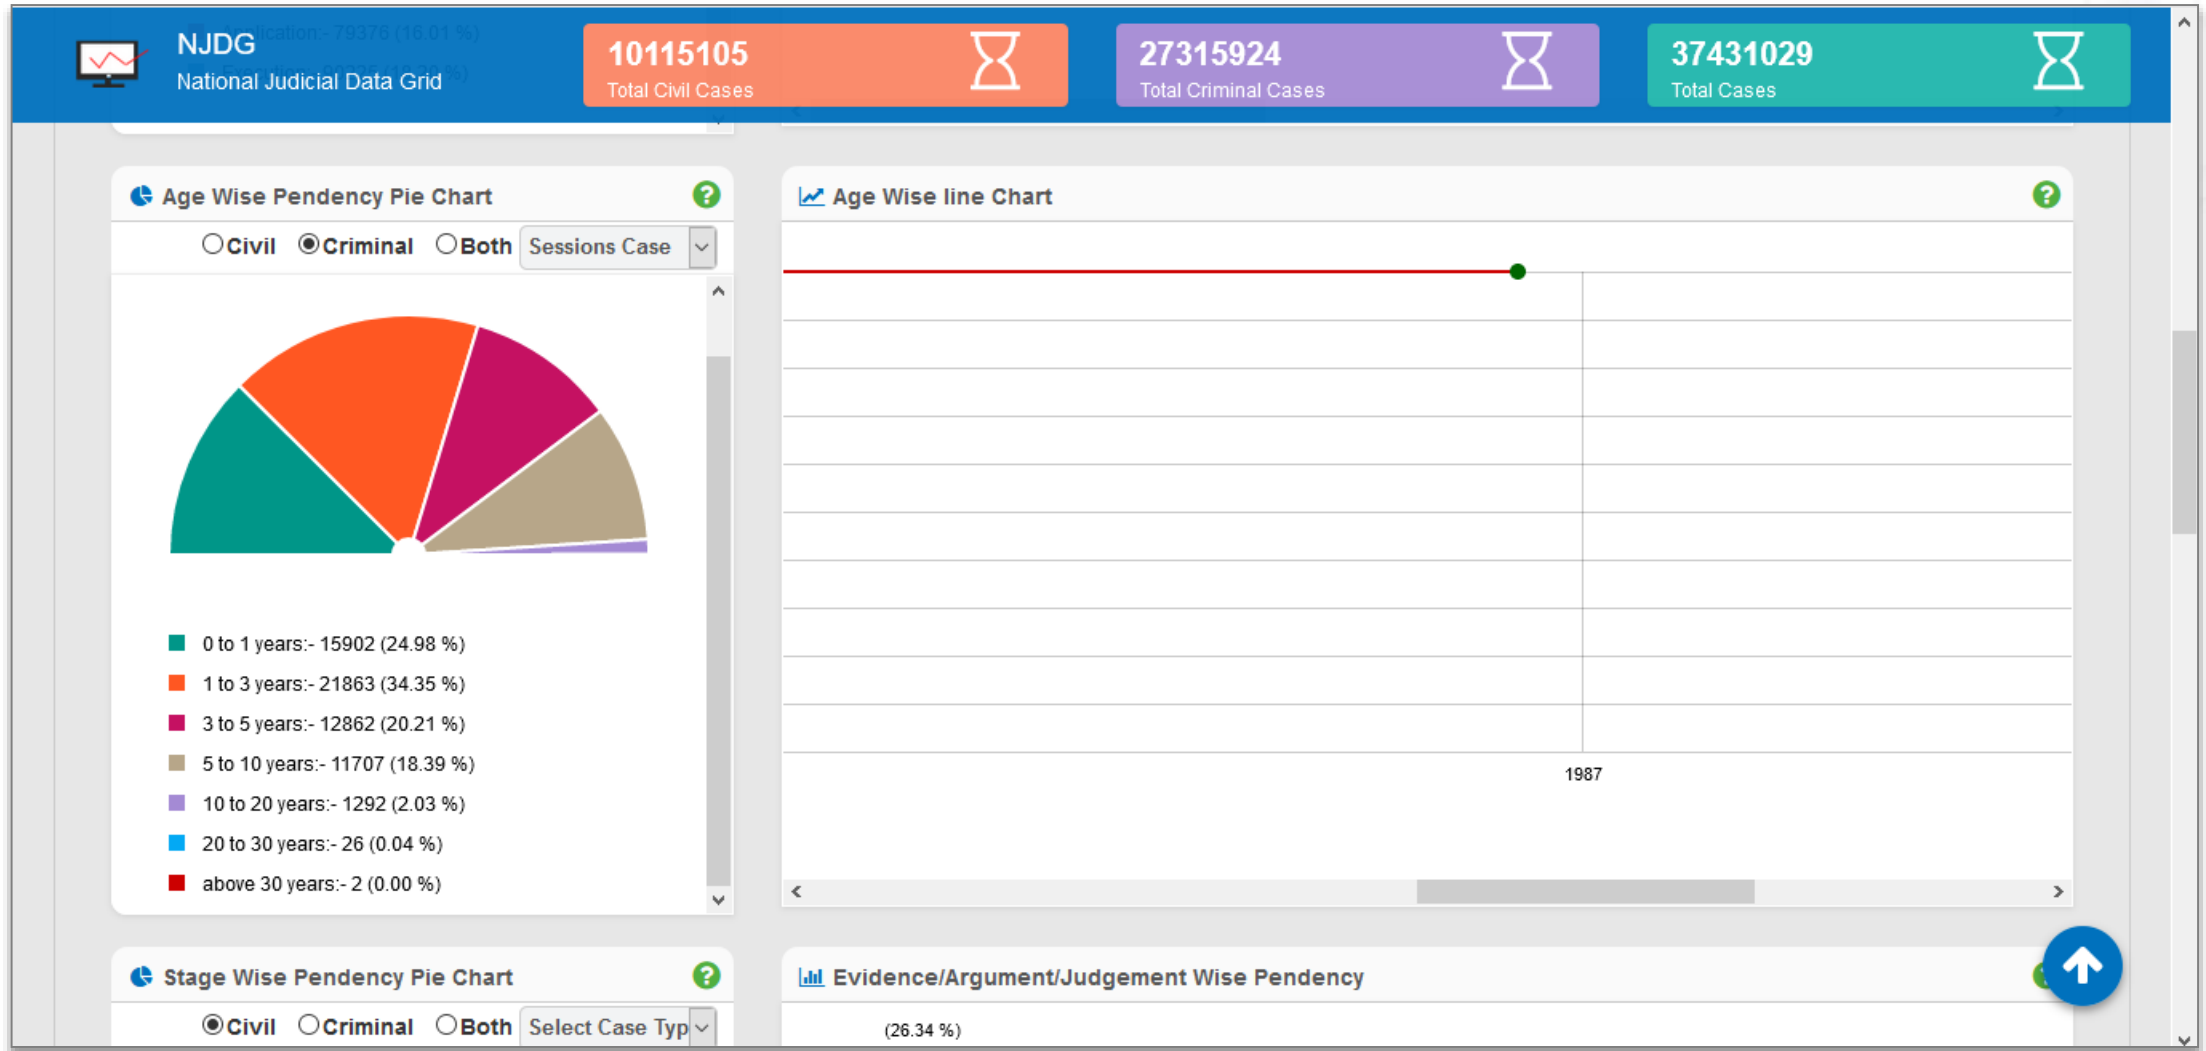 Application:- 79376 (16.01 %)
NJDG
National Judicial Data Grid
10115105
Total Civil Cases
27315924
Total Criminal Cases
37431029
Total Cases
Age Wise Pendency Pie Chart
?
Civil Criminal Both Sessions Case
0 to 1 years:- 15902 (24.98 %)
1 to 3 years:- 21863 (34.35 %)
3 to 5 years:- 12862 (20.21 %)
5 to 10 years:- 11707 (18.39 %)
10 to 20 years:- 1292 (2.03 %)
20 to 30 years:- 26 (0.04 %)
above 30 years:- 2 (0.00 %)
Age Wise line Chart
?
1987
Stage Wise Pendency Pie Chart
?
Civil Criminal Both Select Case Typ
Evidence/Argument/Judgement Wise Pendency
(26.34 %)